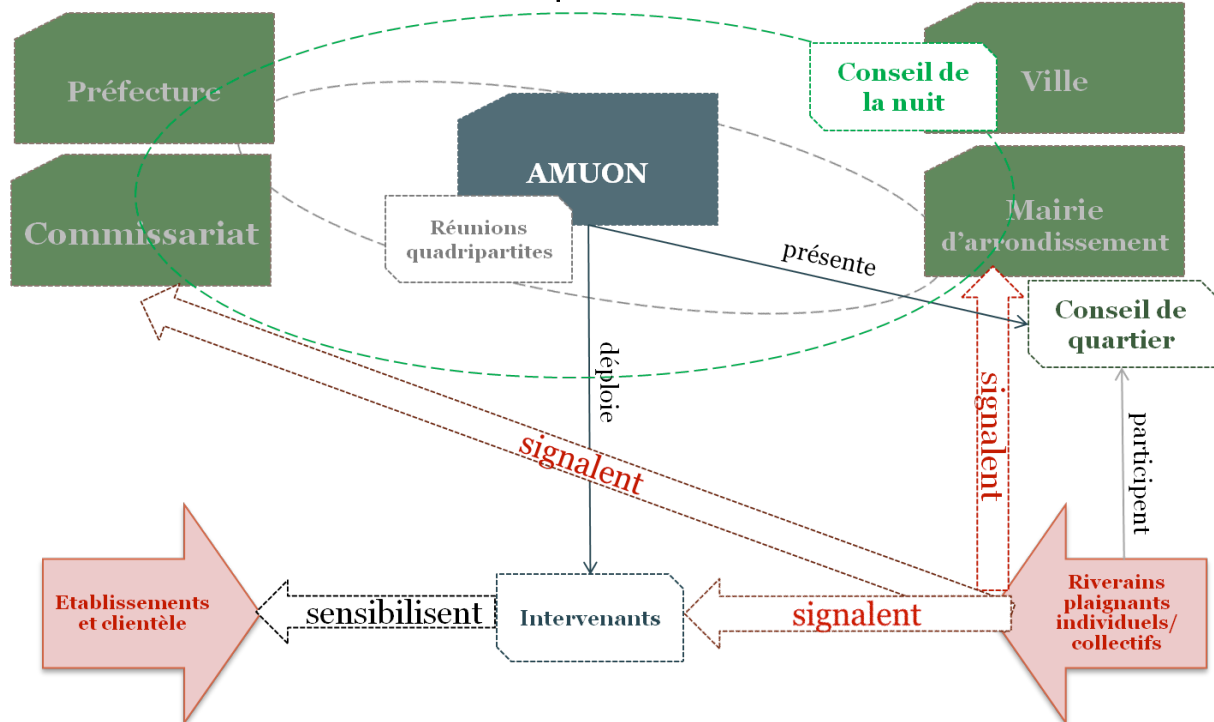 Préfecture
Conseil de
la nuit
Ville
AMUON
Commissariat
Réunions
quadripartites
Mairie
d'arrondissement
présente
Conseil de
quartier
déploie
signalent
signalent
participent
Etablissements
et clientèle
sensibilisent
Intervenants
signalent
Riverains
plaignants
individuels/
collectifs